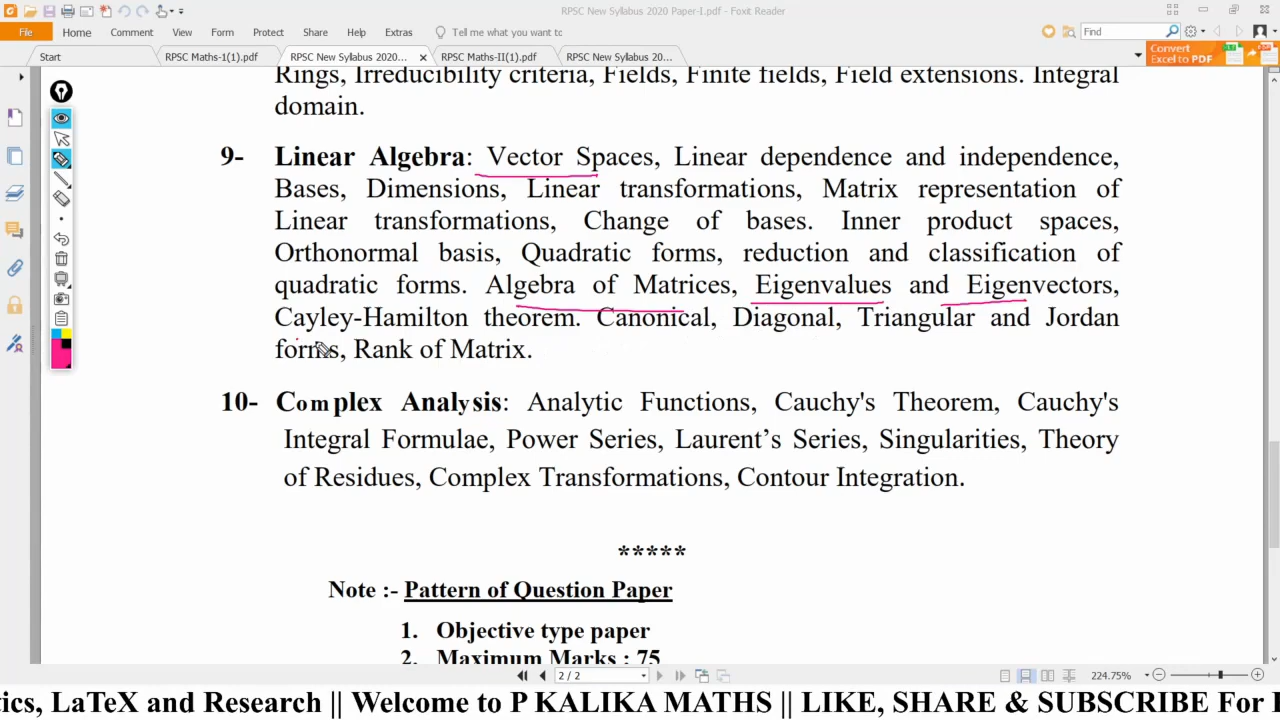 RPSC New Syllabus 2020 Paper-I.pdf - Foxit Reader
File Home Comment View Form Protect Share Help Extras Tell me what you want to Find
Start RPSC Maths-1(1).pdf RPSC New Syllabus 2020... RPSC Maths-II(1).pdf RPSC New Syllabus 20...
Convert
Excel to PDF
Rings, Irreducibility criteria, Fields, Finite fields, Field extensions. Integral
domain.
9- Linear Algebra: Vector Spaces, Linear dependence and independence,
Bases, Dimensions, Linear transformations, Matrix representation of
Linear transformations, Change of bases. Inner product spaces,
Orthonormal basis, Quadratic forms, reduction and classification of
quadratic forms. Algebra of Matrices, Eigenvalues and Eigenvectors,
Cayley-Hamilton theorem. Canonical, Diagonal, Triangular and Jordan
forms, Rank of Matrix.
10- Complex Analysis: Analytic Functions, Cauchy's Theorem, Cauchy's
Integral Formulae, Power Series, Laurent’s Series, Singularities, Theory
of Residues, Complex Transformations, Contour Integration.
*****
Note :- Pattern of Question Paper
1. Objective type paper
2. Maximum Marks : 75
2 / 2 224.75%
tics, LaTeX and Research || Welcome to P KALIKA MATHS || LIKE, SHARE & SUBSCRIBE For